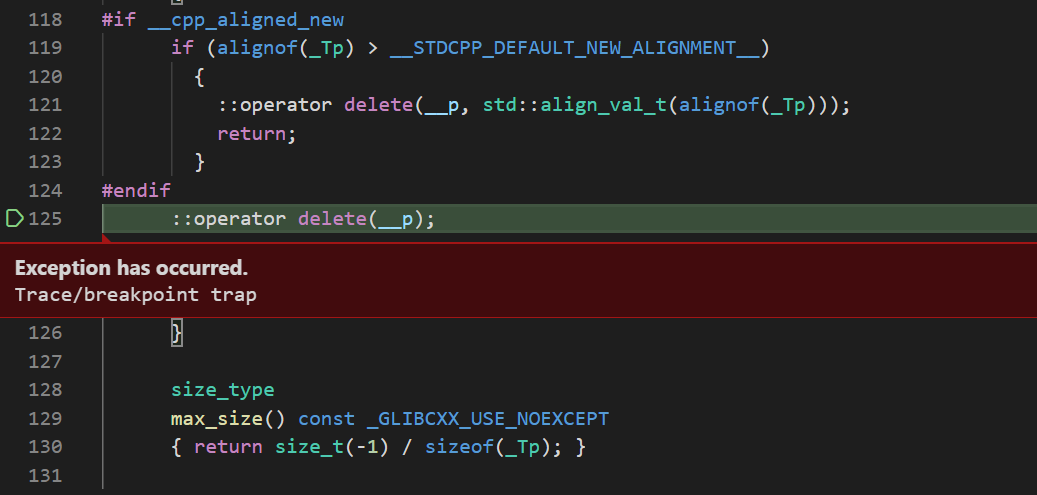 118 #if __cpp_aligned_new
119 if (alignof(_Tp) > __STDCPP_DEFAULT_NEW_ALIGNMENT__)
120 {
121 ::operator delete(__p, std::align_val_t(alignof(_Tp)));
122 return;
123 }
124 #endif
125 ::operator delete(__p);
Exception has occurred.
Trace/breakpoint trap
126 }
127
128 size_type
129 max_size() const _GLIBCXX_USE_NOEXCEPT
130 { return size_t(-1) / sizeof(_Tp); }
131